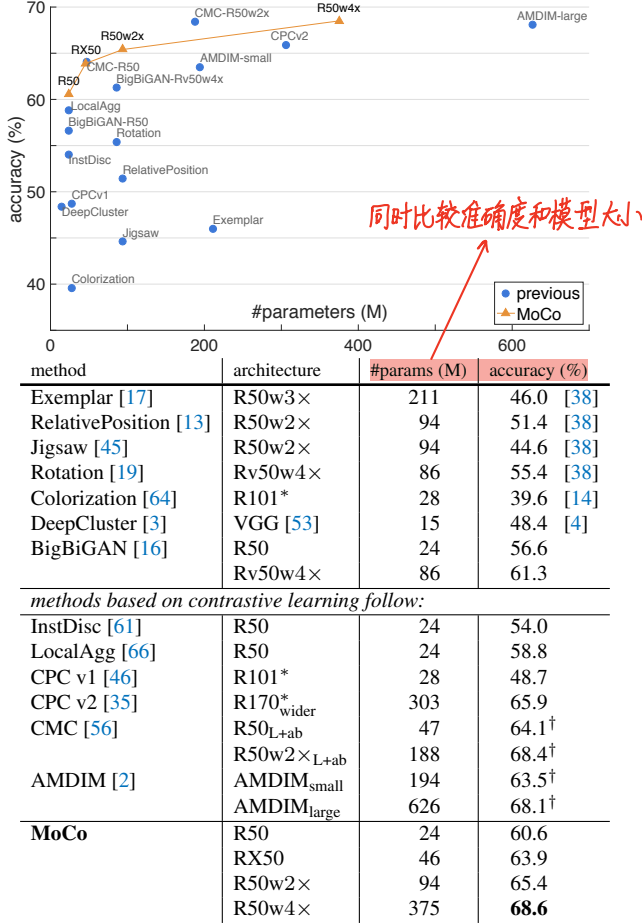 70
60
50
40
accuracy (%)
CMC-R50w2x
R50w4x
AMDIM-large
R50w2x
CPCv2
RX50
CMC-R50
AMDIM-small
R50
BigBiGAN-Rv50w4x
LocalAgg
BigBiGAN-R50
Rotation
InstDisc
RelativePosition
CPCv1
DeepCluster
Exemplar
Jigsaw
Colorization
同时比较准确度和模型大小
#parameters (M)
previous
MoCo
0 200 400 600
method architecture #params (M) accuracy (%)
Exemplar [17] R50w3× 211 46.0 [38]
RelativePosition [13] R50w2× 94 51.4 [38]
Jigsaw [45] R50w2× 94 44.6 [38]
Rotation [19] Rv50w4× 86 55.4 [38]
Colorization [64] R101* 28 39.6 [14]
DeepCluster [3] VGG [53] 15 48.4 [4]
BigBiGAN [16] R50 24 56.6
Rv50w4× 86 61.3
methods based on contrastive learning follow:
InstDisc [61] R50 24 54.0
LocalAgg [66] R50 24 58.8
CPC v1 [46] R101* 28 48.7
CPC v2 [35] R170*wider 303 65.9
CMC [56] R50L+ab 47 64.1†
R50w2×L+ab 188 68.4†
AMDIM [2] AMDIMsmall 194 63.5†
AMDIMlarge 626 68.1†
MoCo R50 24 60.6
RX50 46 63.9
R50w2× 94 65.4
R50w4× 375 68.6